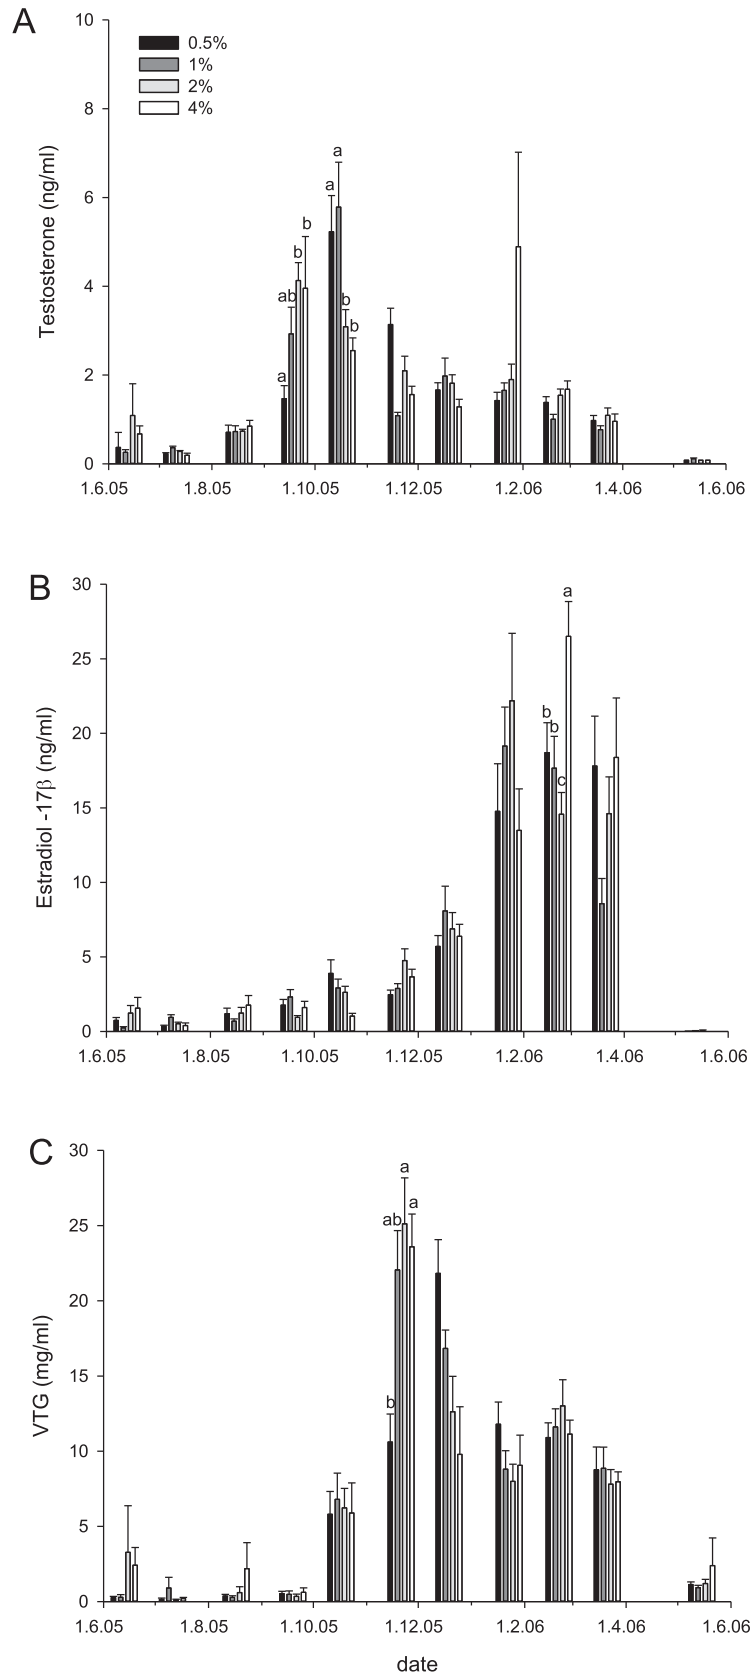 A
10
8
6
4
2
0
Testosterone (ng/ml)
0.5%
1%
2%
4%
a
ab
b
b
a
a
b
b
1.6.05 1.8.05 1.10.05 1.12.05 1.2.06 1.4.06 1.6.06
B
30
25
20
15
10
5
0
Estradiol -17β (ng/ml)
b
b
c
a
1.6.05 1.8.05 1.10.05 1.12.05 1.2.06 1.4.06 1.6.06
C
30
25
20
15
10
5
0
VTG (mg/ml)
b
ab
a
a
1.6.05 1.8.05 1.10.05 1.12.05 1.2.06 1.4.06 1.6.06
date